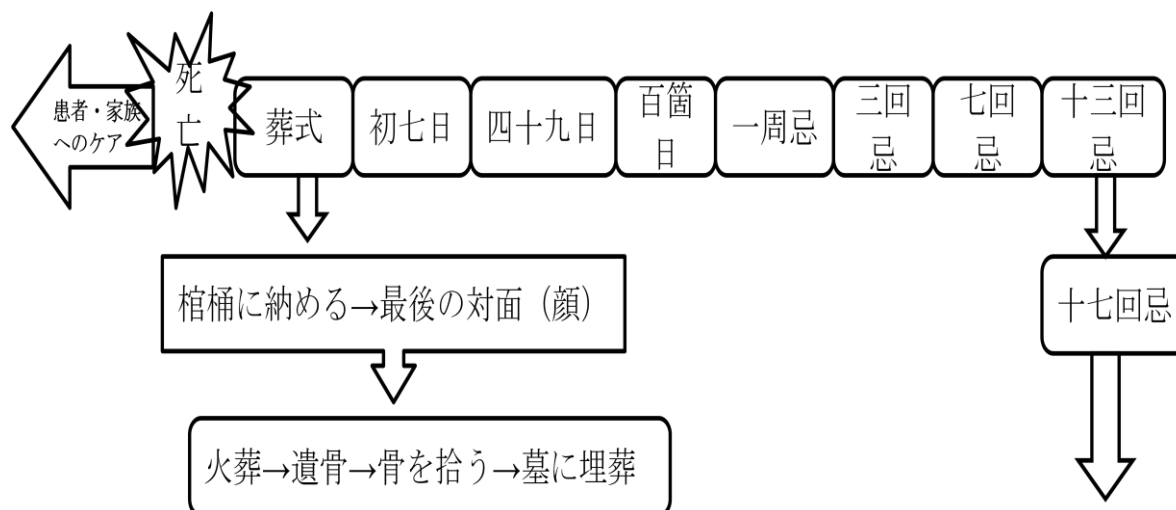 患者・家族
へのケア
死
亡
葬式
初七日
四十九日
百箇
日
一周忌
三回
忌
七回
忌
十三回
忌
棺桶に納める→最後の対面（顔）
十七回忌
火葬→遺骨→骨を拾う→墓に埋葬